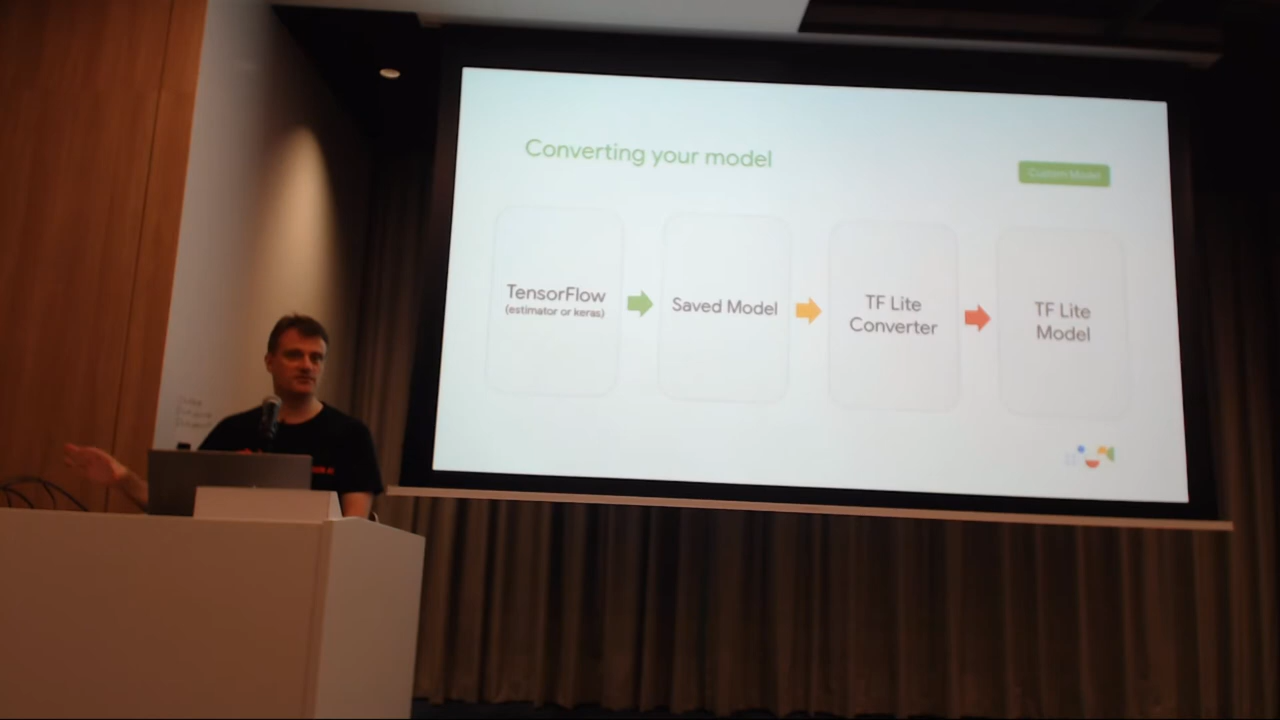 Converting your model
Custom Model
TensorFlow
(estimator or keras)
Saved Model
TF Lite
Converter
TF Lite
Model